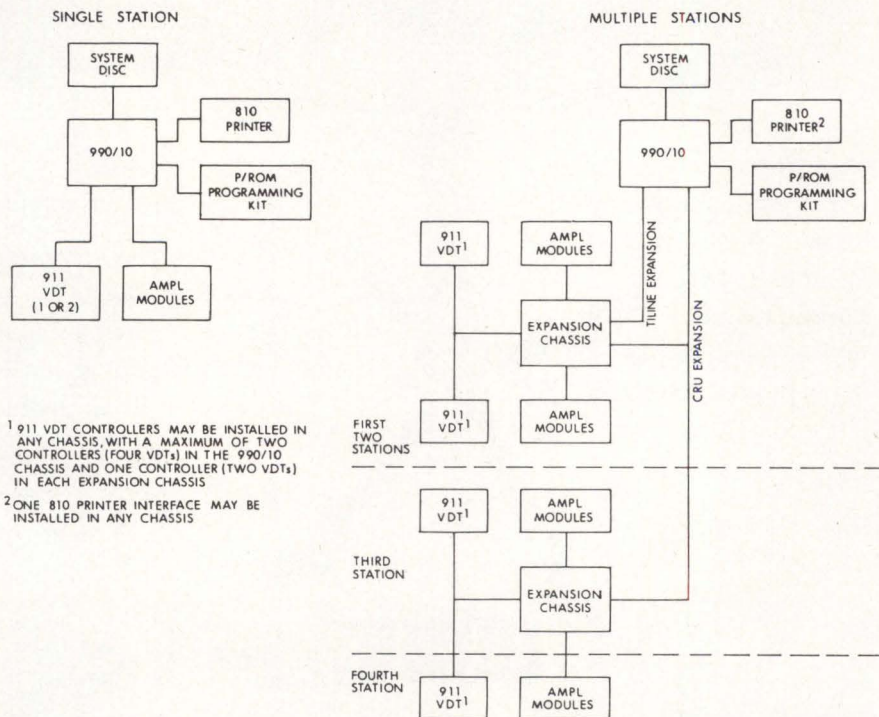 SINGLE STATION
SYSTEM
DISC
990/10
810
PRINTER
P/ROM
PROGRAMMING
KIT
911
VDT
(1 OR 2)
AMPL
MODULES
1 911 VDT CONTROLLERS MAY BE INSTALLED IN
ANY CHASSIS, WITH A MAXIMUM OF TWO
CONTROLLERS (FOUR VDTs) IN THE 990/10
CHASSIS AND ONE CONTROLLER (TWO VDTs)
IN EACH EXPANSION CHASSIS
2 ONE 810 PRINTER INTERFACE MAY BE
INSTALLED IN ANY CHASSIS
MULTIPLE STATIONS
SYSTEM
DISC
990/10
810
PRINTER2
P/ROM
PROGRAMMING
KIT
TILINE EXPANSION
CRU EXPANSION
911
VDT1
AMPL
MODULES
EXPANSION
CHASSIS
FIRST
TWO
STATIONS
911
VDT1
AMPL
MODULES
911
VDT1
AMPL
MODULES
THIRD
STATION
EXPANSION
CHASSIS
FOURTH
STATION
911
VDT1
AMPL
MODULES